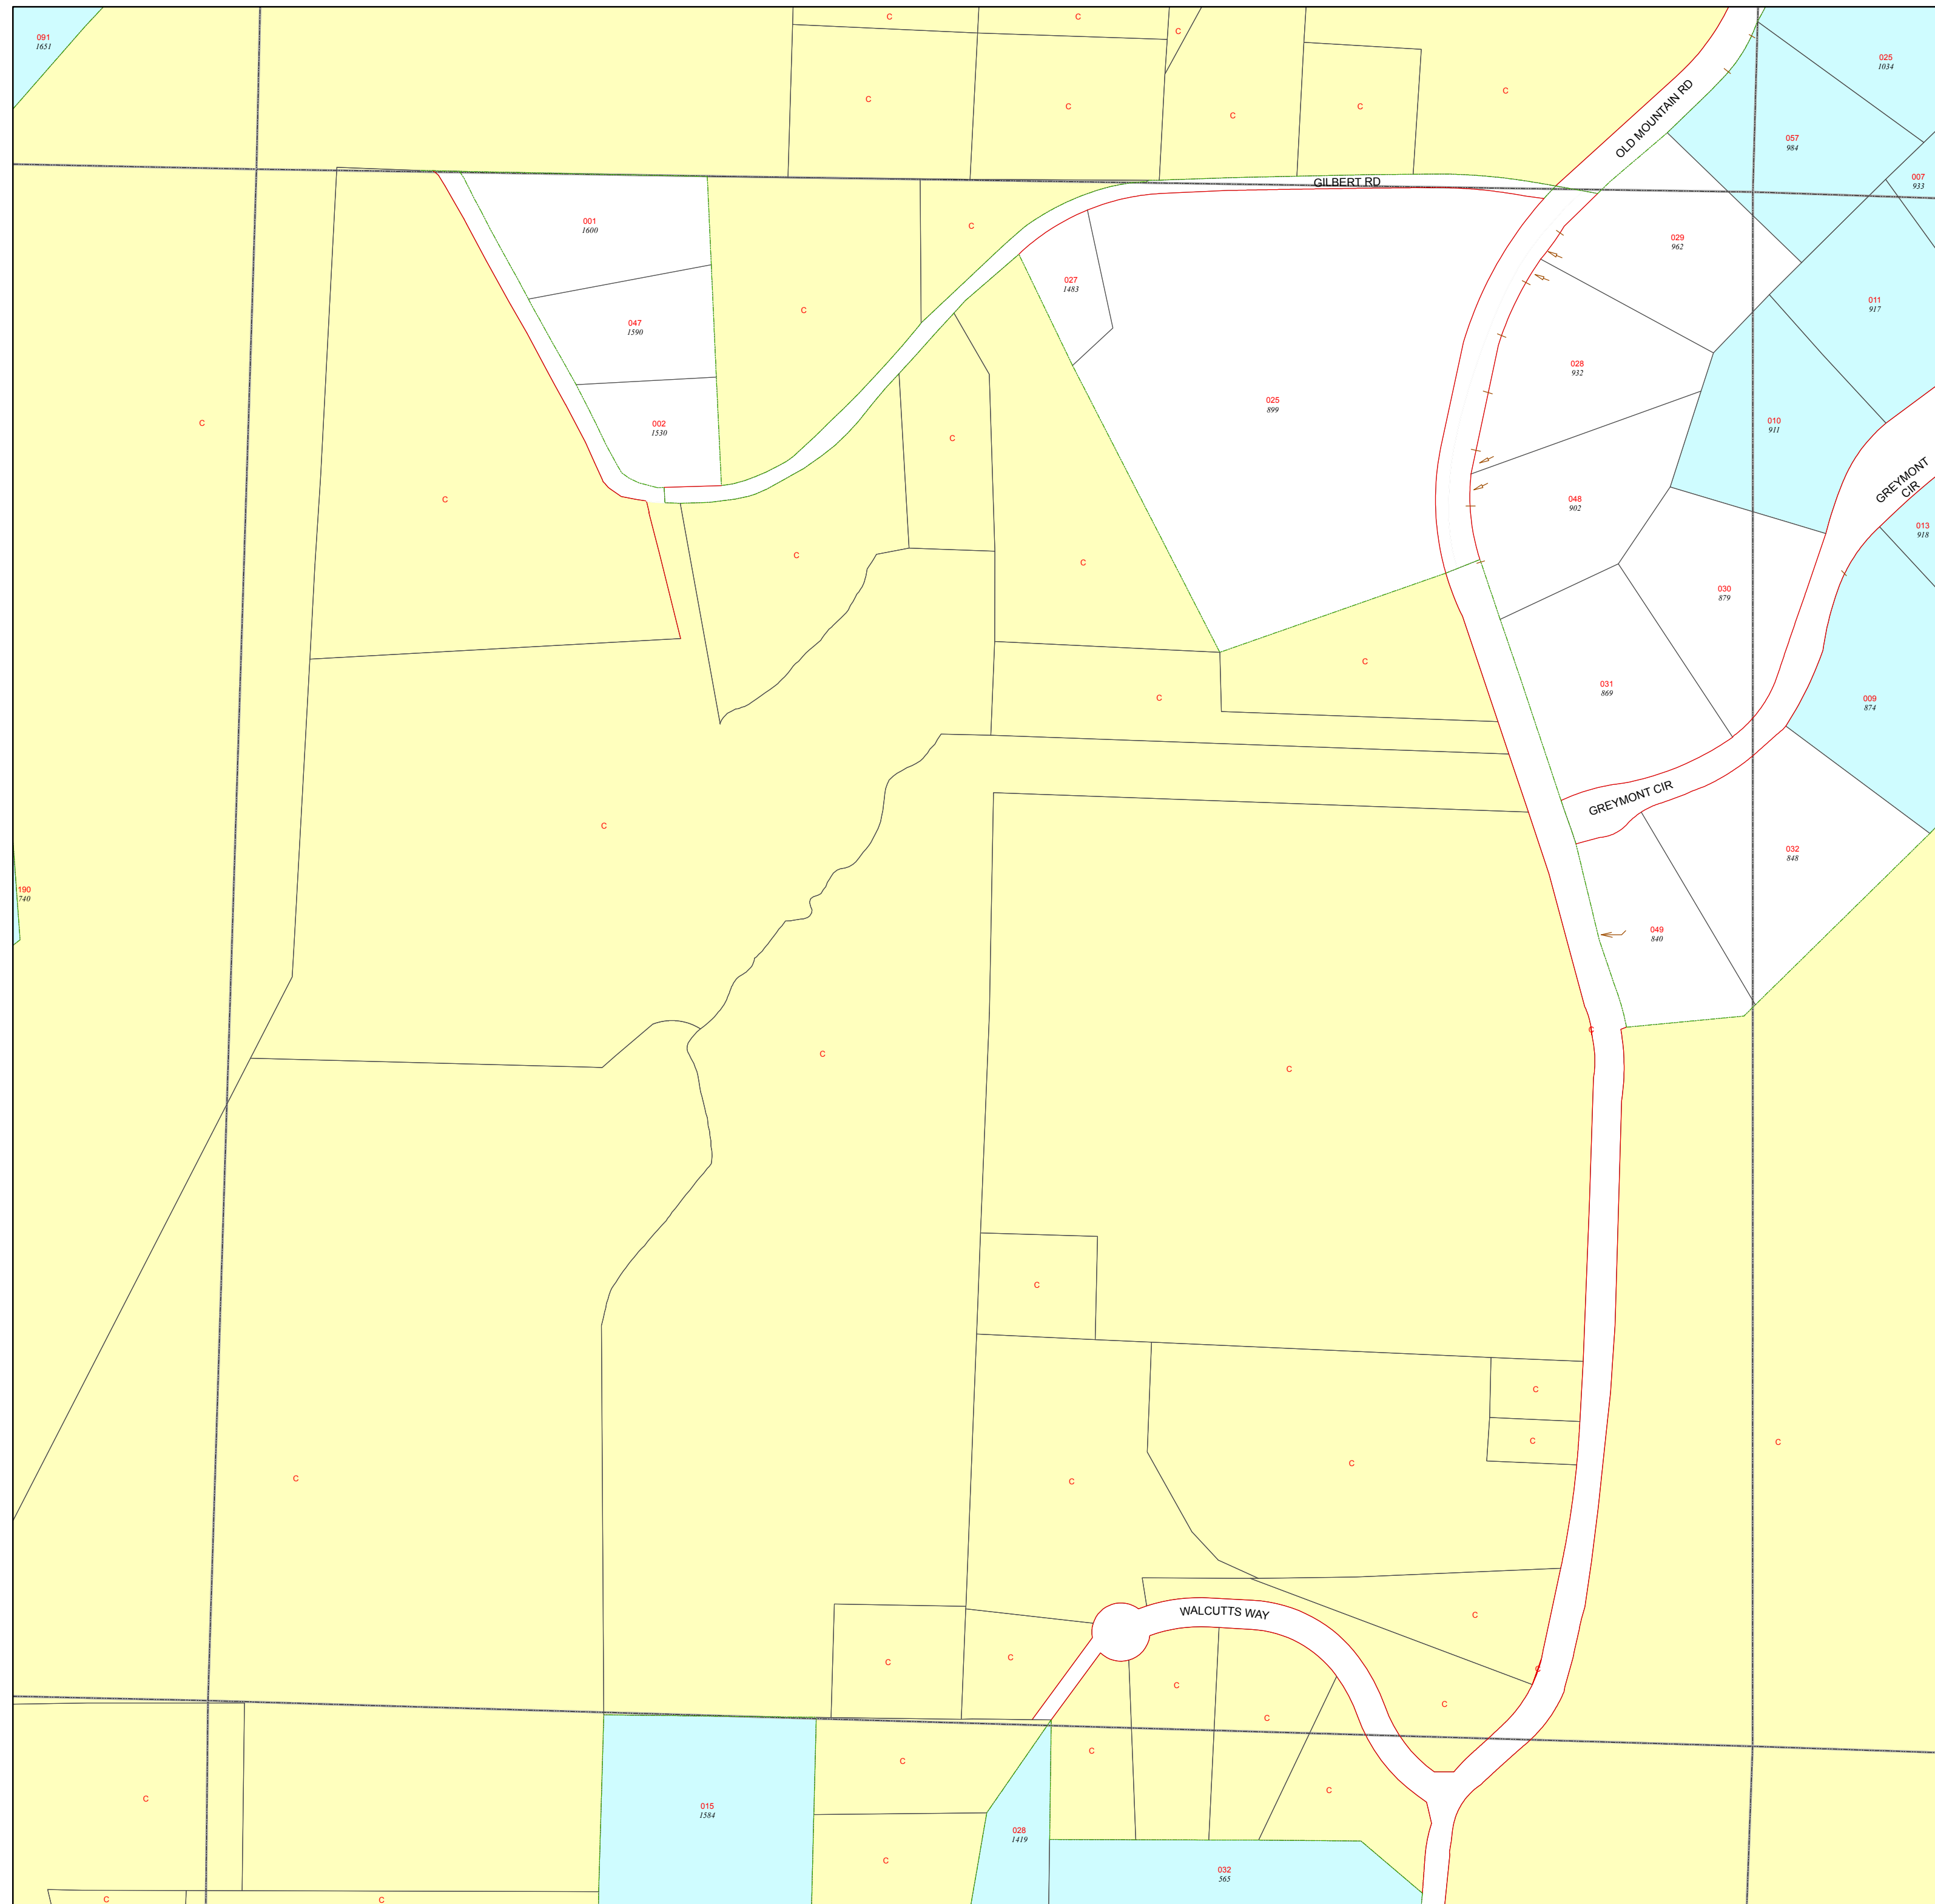 C
C
C
091
1651
025
1034
C
C
C
C
C
OLD MOUNTAIN RD
057
984
007
933
GILBERT RD
001
1600
C
029
962
027
1483
C
011
917
047
1590
028
932
025
899
C
002
1530
C
010
911
GREYMONT
CIR
C
048
902
013
918
C
C
030
879
C
031
869
009
874
C
GREYMONT CIR
C
032
848
190
740
049
840
C
C
C
C
C
C
C
C
C
C
C
WALCUTTS WAY
C
C
C
C
C
C
C
C
C
C
C
015
1584
028
1419
C
032
565
C
C